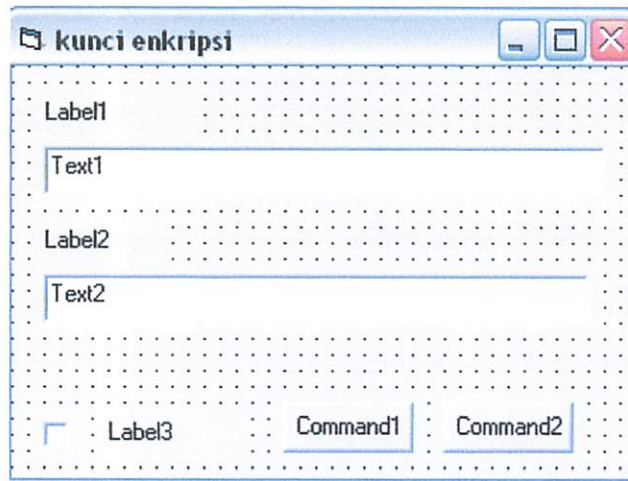 kunci enkripsi
Label1
Text1
Label2
Text2
Label3 Command1 Command2